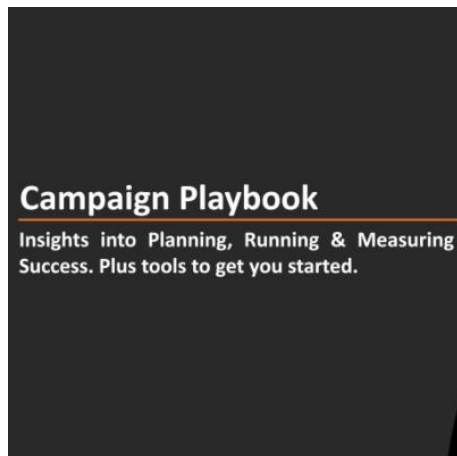 Campaign Playbook
Insights into Planning, Running & Measuring
Success. Plus tools to get you started.